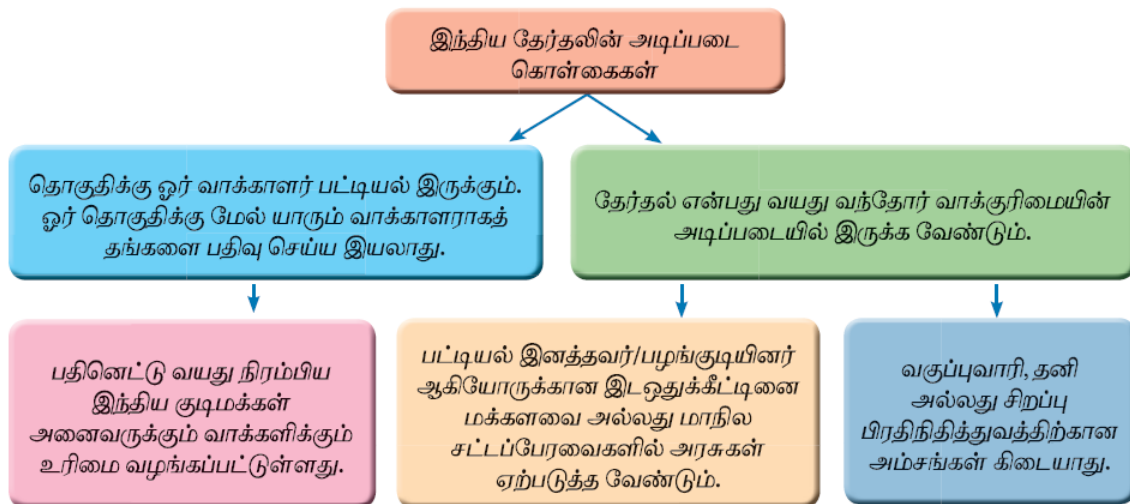 இந்திய தேர்தலின் அடிப்படை
கொள்கைகள்
தொகுதிக்கு ஓர் வாக்காளர் பட்டியல் இருக்கும்.
ஓர் தொகுதிக்கு மேல் யாரும் வாக்காளராகத்
தங்களை பதிவு செய்ய இயலாது.
தேர்தல் என்பது வயது வந்தோர் வாக்குரிமையின்
அடிப்படையில் இருக்க வேண்டும்.
பதினெட்டு வயது நிரம்பிய
இந்திய குடிமக்கள்
அனைவருக்கும் வாக்களிக்கும்
உரிமை வழங்கப்பட்டுள்ளது.
பட்டியல் இனத்தவர்/பழங்குடியினர்
ஆகியோருக்கான இடஒதுக்கீட்டினை
மக்களவை அல்லது மாநில
சட்டப்பேரவைகளில் அரசுகள்
ஏற்படுத்த வேண்டும்.
வகுப்புவாரி, தனி
அல்லது சிறப்பு
பிரதிநிதித்துவத்திற்கான
அம்சங்கள் கிடையாது.